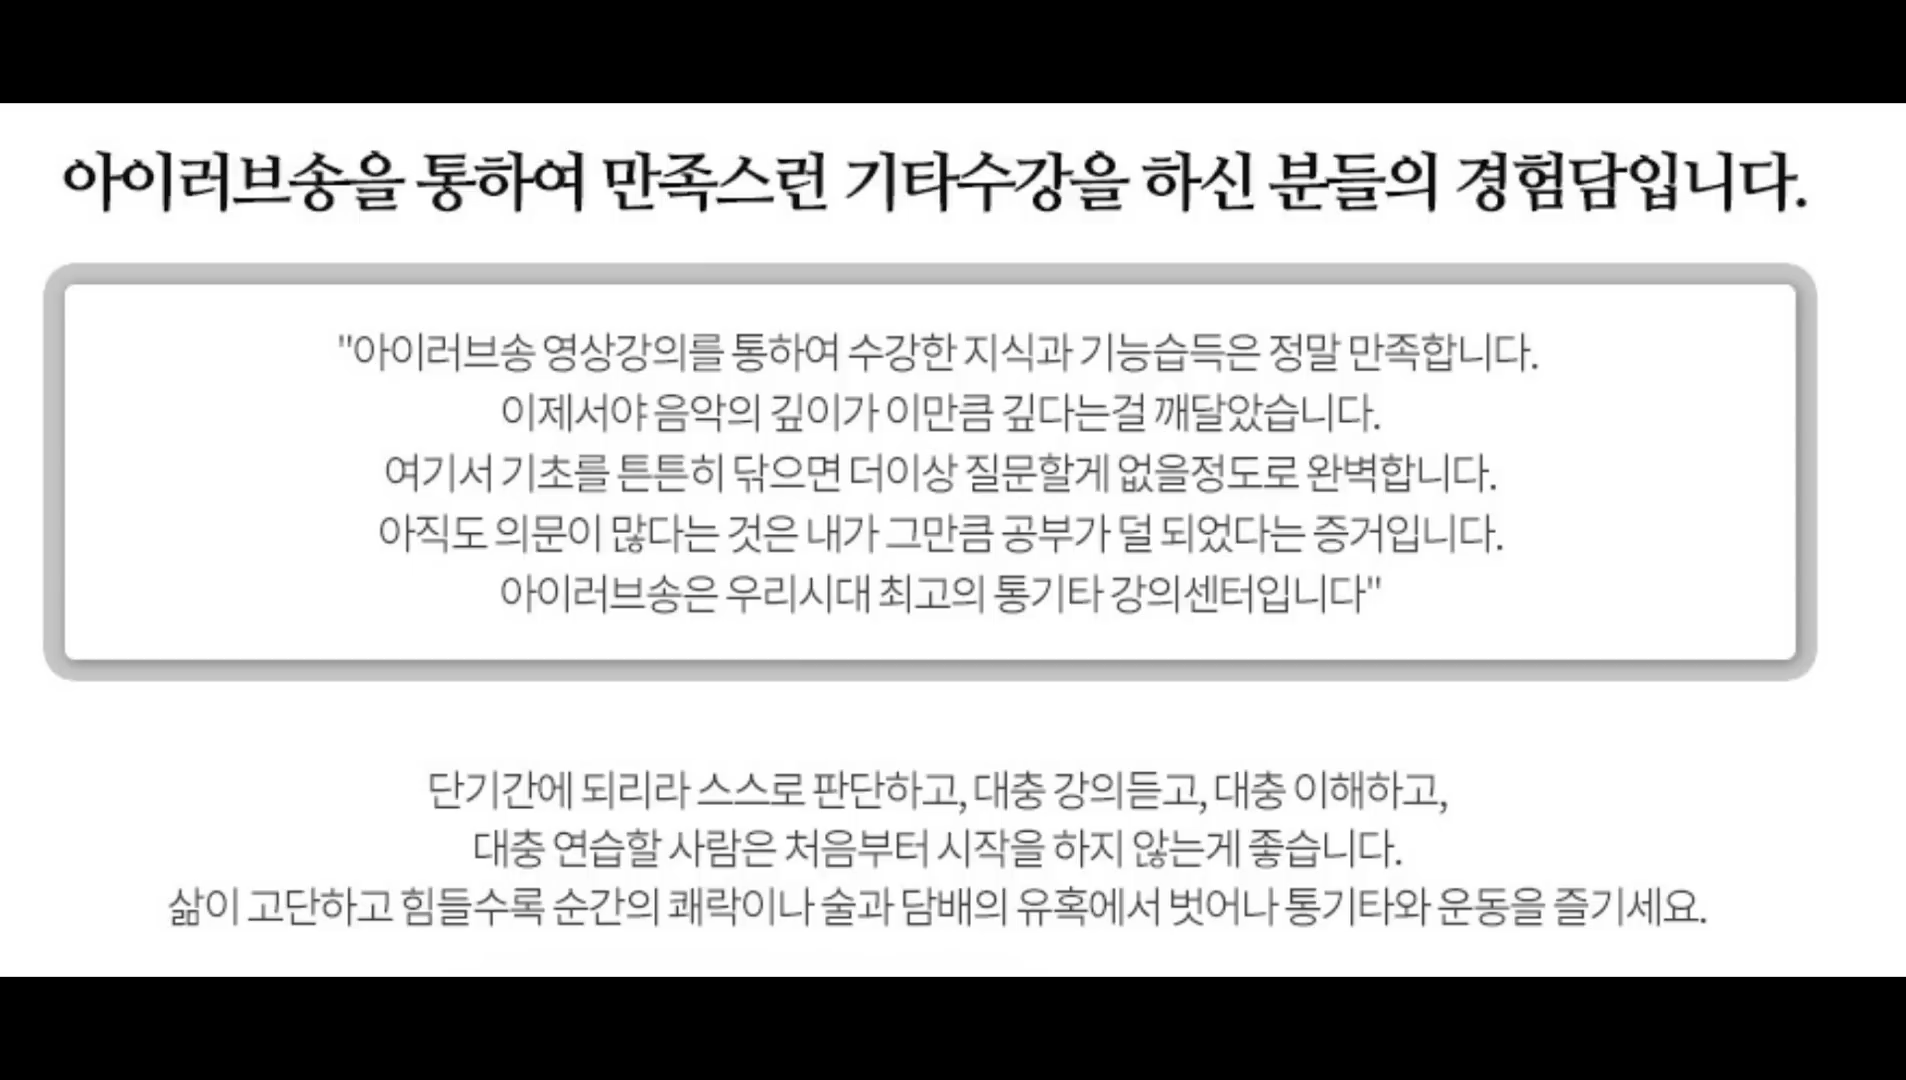 아이러브송을 통하여 만족스런 기타수강을 하신 분들의 경험담입니다.
"아이러브송 영상강의를 통하여 수강한 지식과 기능습득은 정말 만족합니다.
이제서야 음악의 깊이가 이만큼 깊다는걸 깨달았습니다.
여기서 기초를 튼튼히 닦으면 더이상 질문할게 없을정도로 완벽합니다.
아직도 의문이 많다는 것은 내가 그만큼 공부가 덜 되었다는 증거입니다.
아이러브송은 우리시대 최고의 통기타 강의센터입니다"
단기간에 되리라 스스로 판단하고, 대충 강의듣고, 대충 이해하고,
대충 연습할 사람은 처음부터 시작을 하지 않는게 좋습니다.
삶이 고단하고 힘들수록 순간의 쾌락이나 술과 담배의 유혹에서 벗어나 통기타와 운동을 즐기세요.